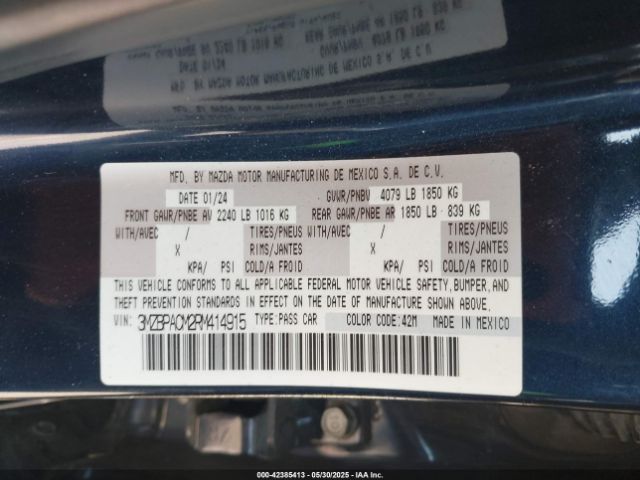 MFD. BY MAZDA MOTOR MANUFACTURING DE MEXICO S.A. DE C.V.
DATE 01/24 GVWR/PNBV 4079 LB 1850 KG
FRONT GAWR/PNBE AV 2240 LB 1016 KG REAR GAWR/PNBE AR 1850 LB - 839 KG
WITH/AVEC / TIRES/PNEUS WITH/AVEC / TIRES/PNEUS
X RIMS/JANTES X RIMS/JANTES
KPA/ PSI COLD/A FROID KPA/ PSI COLD/A FROID
THIS VEHICLE CONFORMS TO ALL APPLICABLE FEDERAL MOTOR VEHICLE SAFETY, BUMPER, AND
THEFT PREVENTION STANDARDS IN EFFECT ON THE DATE OF MANUFACTURE SHOWN ABOVE.
VIN: 3MZBPACM2RM414915 TYPE:PASS CAR COLOR CODE:42M MADE IN MEXICO
000-42385413 - 05/30/2025 - IAAI.COM